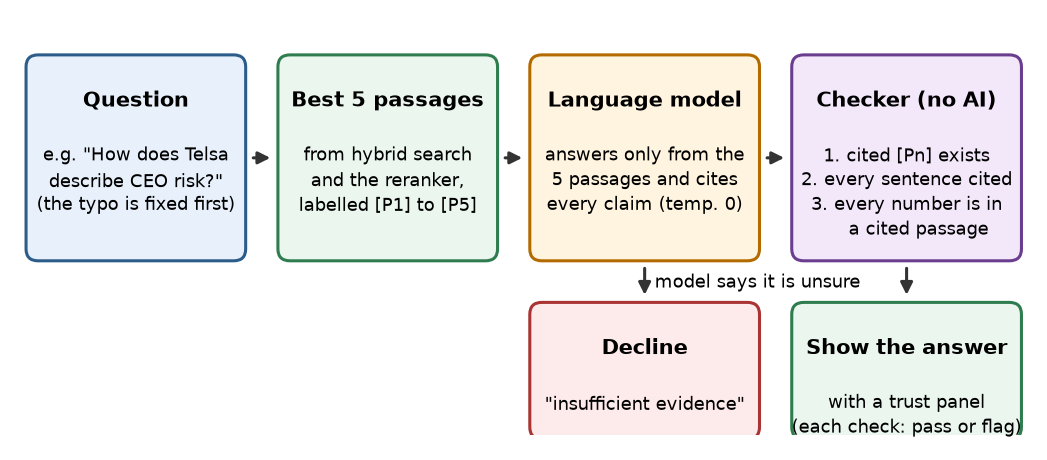 Question
e.g. "How does Telsa
describe CEO risk?"
(the typo is fixed first)
Best 5 passages
from hybrid search
and the reranker,
labelled [P1] to [P5]
Language model
answers only from the
5 passages and cites
every claim (temp. 0)
Checker (no AI)
1. cited [Pn] exists
2. every sentence cited
3. every number is in
a cited passage
model says it is unsure
Decline
"insufficient evidence"
Show the answer
with a trust panel
(each check: pass or flag)